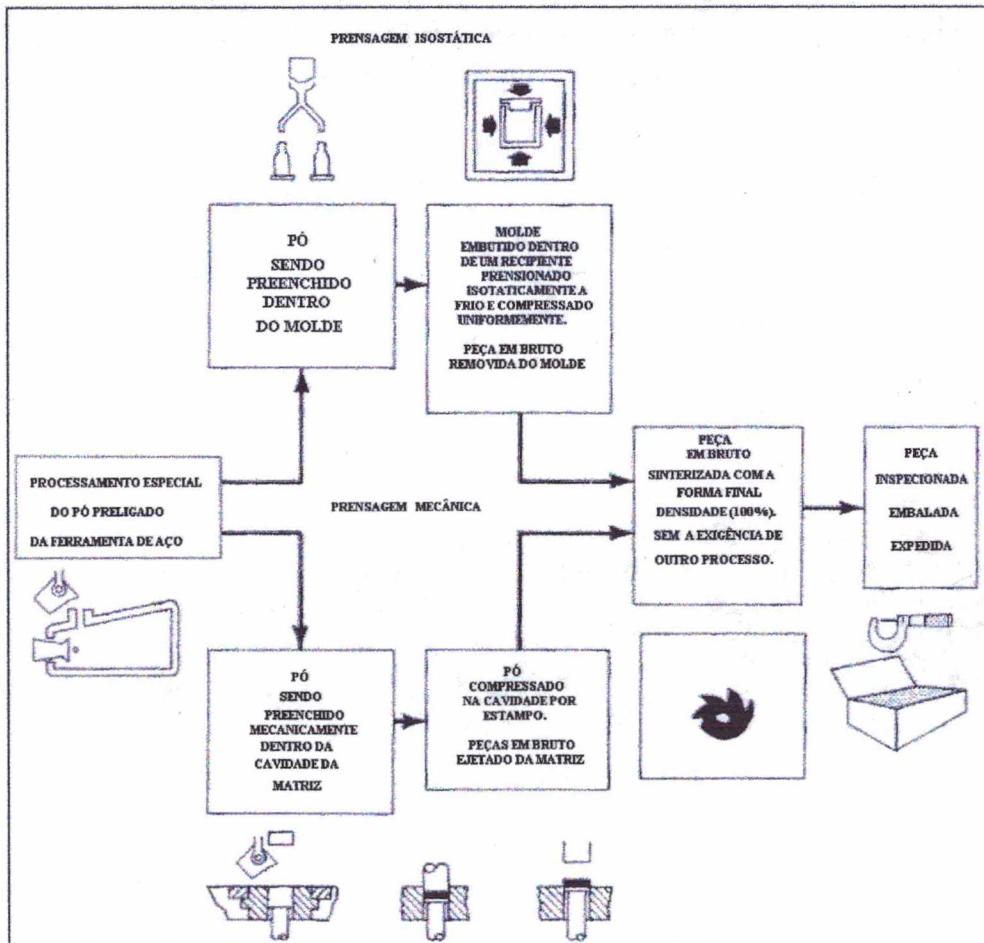 PRENSAGEM ISOSTÁTICA
PÓ
SENDO
PREENCHIDO
DENTRO
DO MOLDE
MOLDE
EMBUTIDO DENTRO
DE UM RECIPIENTE
PRENSIONADO
ISOTATICAMENTE A
FRIO E COMPRESSADO
UNIFORMEMENTE.
PEÇA EM BRUTO
REMOVIDA DO MOLDE
PROCESSAMENTO ESPECIAL
DO PÓ PRELIGADO
DA FERRAMENTA DE AÇO
PRENSAGEM MECÂNICA
PEÇA
EM BRUTO
SINTERIZADA COM A
FORMA FINAL
DENSIDADE (100%).
SEM A EXIGÊNCIA DE
OUTRO PROCESSO.
PEÇA
INSPECIONADA
EMBALADA
EXPEDIDA
PÓ
SENDO
PREENCHIDO
MECANICAMENTE
DENTRO DA
CAVIDADE DA
MATRIZ
PÓ
COMPRESSADO
NA CAVIDADE POR
ESTAMPO.
PEÇAS EM BRUTO
EJETADO DA MATRIZ